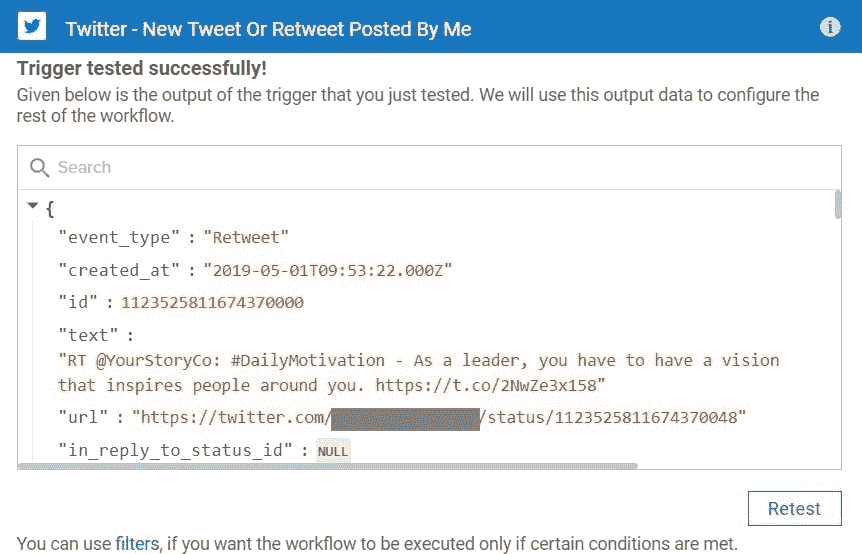 Twitter - New Tweet Or Retweet Posted By Me
i
Trigger tested successfully!
Given below is the output of the trigger that you just tested. We will use this output data to configure the
rest of the workflow.
Search
{
"event_type" : "Retweet"
"created_at" : "2019-05-01T09:53:22.000Z"
"id" : 1123525811674370000
"text" :
"RT @YourStoryCo: #DailyMotivation - As a leader, you have to have a vision
that inspires people around you. https://t.co/2NwZe3x158"
"url" : "https://twitter.com/ /status/1123525811674370048"
"in_reply_to_status_id" : NULL
Retest
You can use filters, if you want the workflow to be executed only if certain conditions are met.